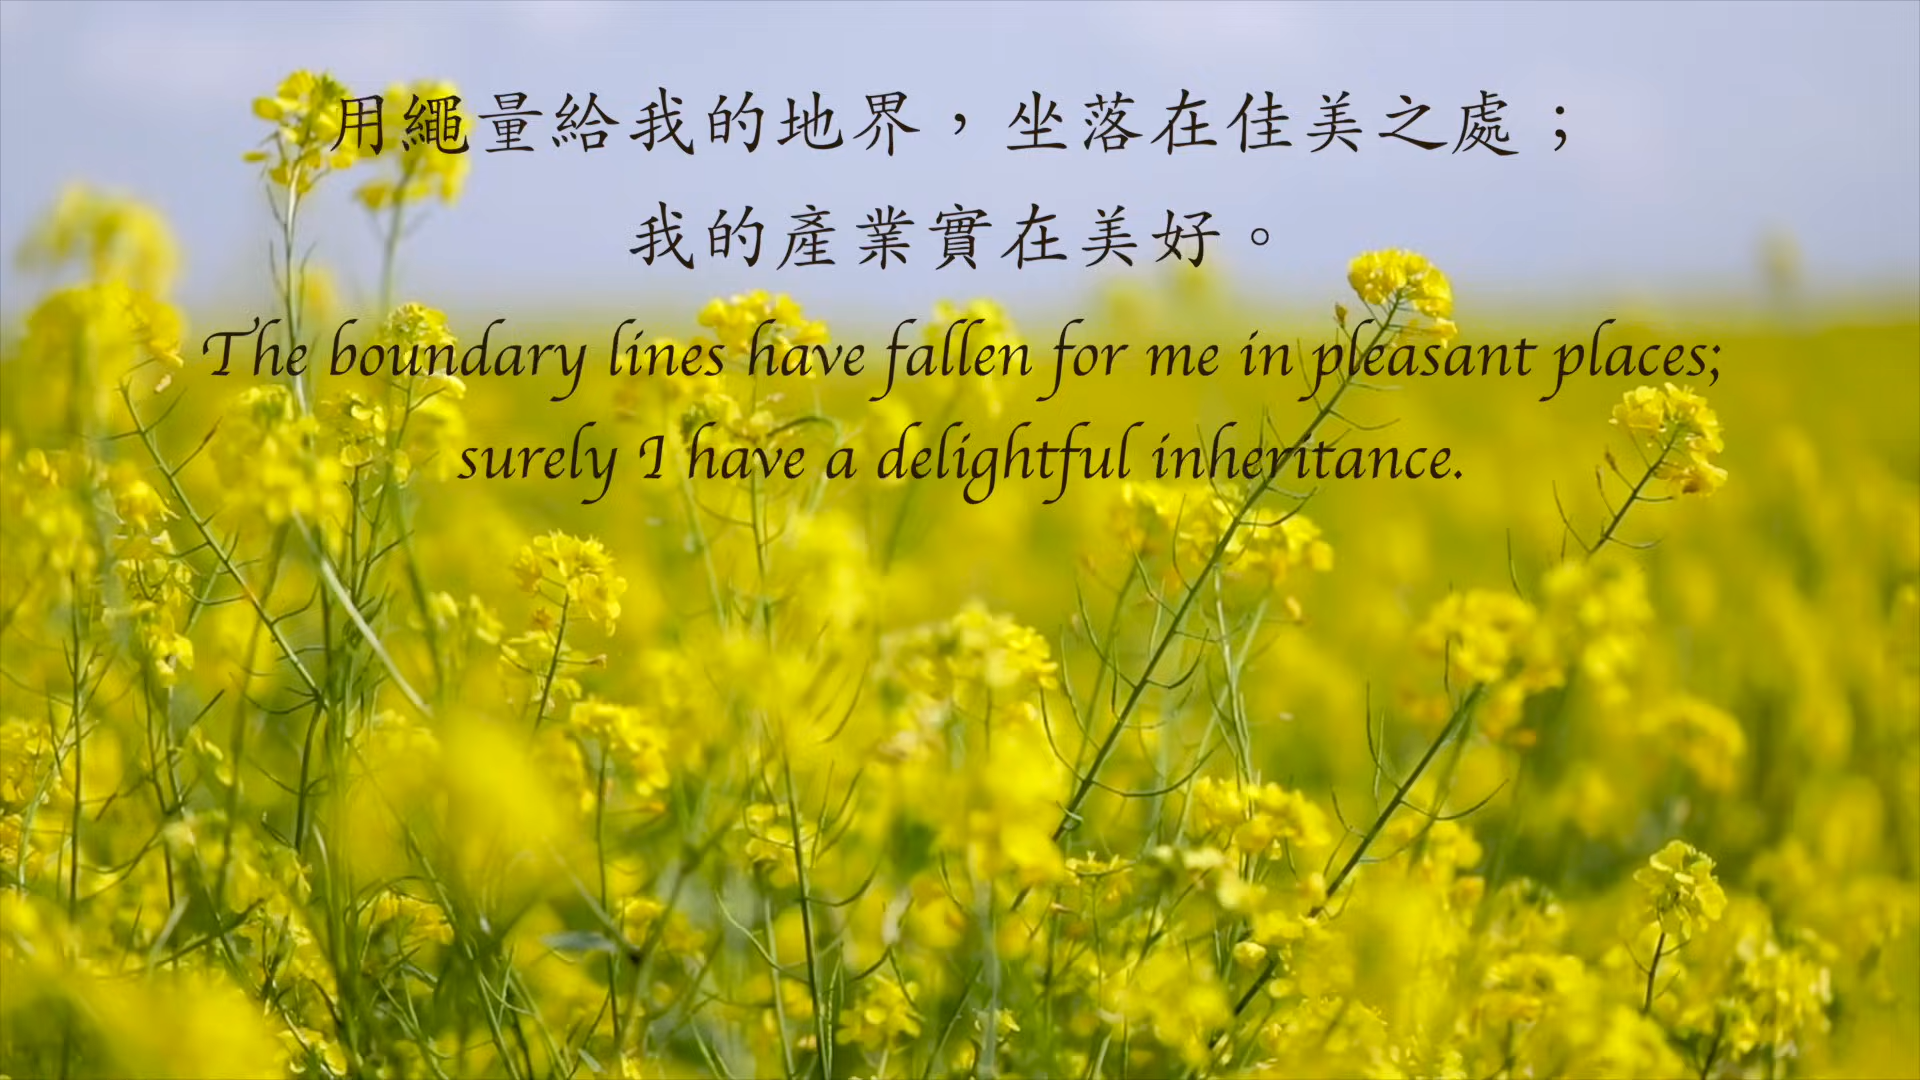 用繩量給我的地界，坐落在佳美之處；
我的產業實在美好。
The boundary lines have fallen for me in pleasant places;
surely I have a delightful inheritance.